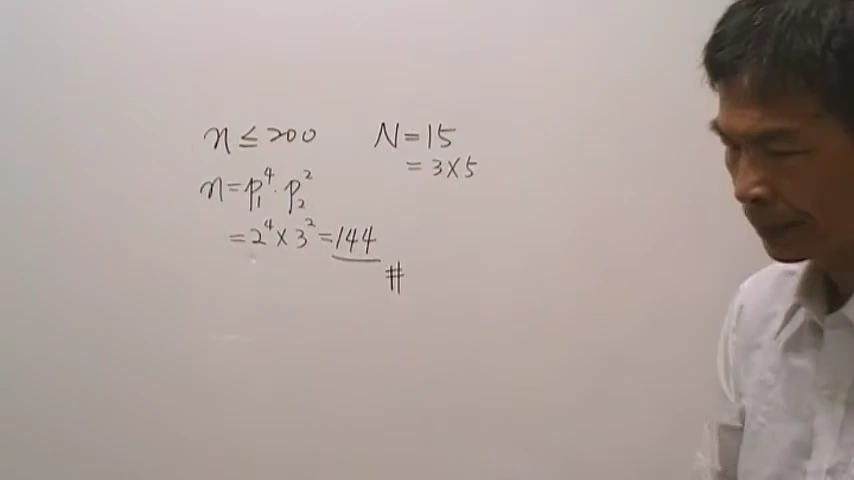 n ≤ 200 N = 15
= 3 × 5
n = p₁⁴ · p₂²
= 2⁴ × 3² = 144
#